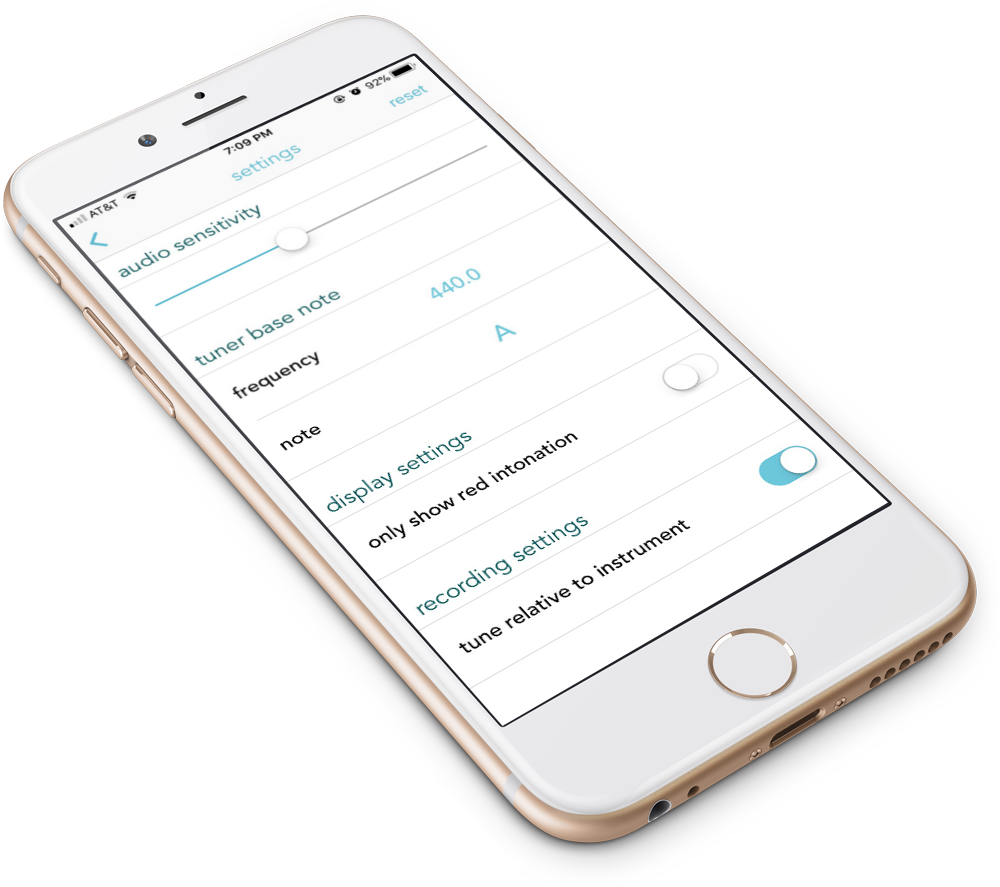 AT&T 7:09 PM 92%
settings reset
audio sensitivity
tuner base note
frequency 440.0
note A
display settings
only show red intonation
recording settings
tune relative to instrument